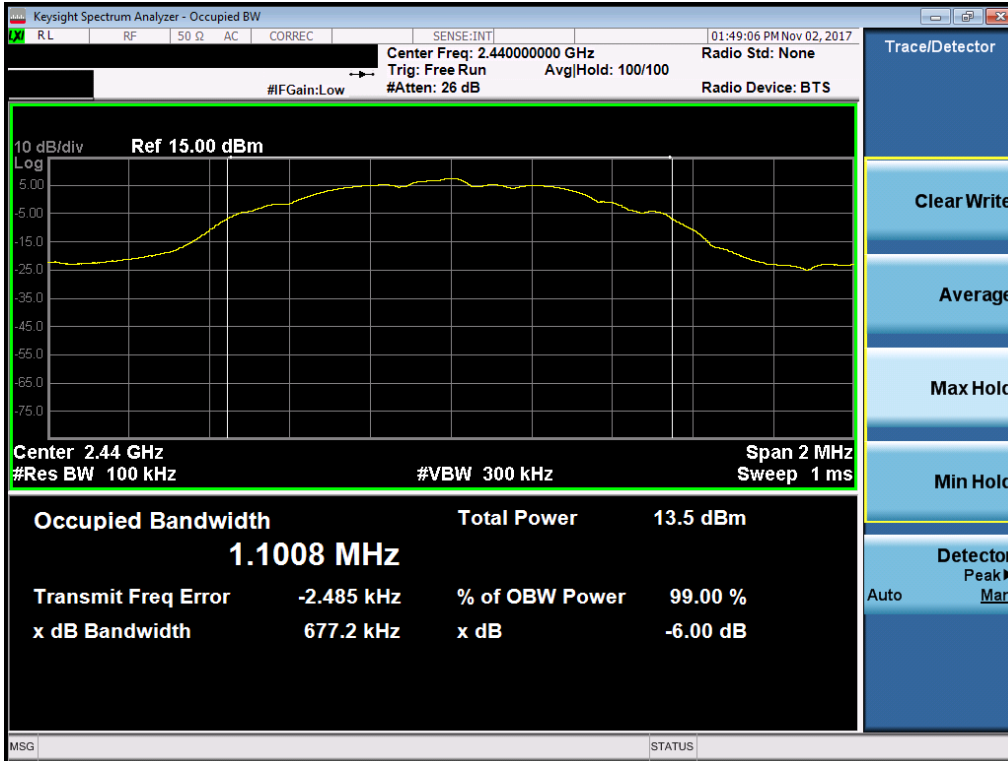 Keysight Spectrum Analyzer - Occupied BW
LXI RL RF 50 Ω AC CORREC SENSE:INT 01:49:06 PM Nov 02, 2017
Center Freq: 2.440000000 GHz Radio Std: None
Trig: Free Run Avg|Hold: 100/100
#IFGain:Low #Atten: 26 dB Radio Device: BTS
10 dB/div Ref 15.00 dBm
Log
5.00
-5.00
-15.0
-25.0
-35.0
-45.0
-55.0
-65.0
-75.0
Center 2.44 GHz Span 2 MHz
#Res BW 100 kHz #VBW 300 kHz Sweep 1 ms
Occupied Bandwidth Total Power 13.5 dBm
1.1008 MHz
Transmit Freq Error -2.485 kHz % of OBW Power 99.00 %
x dB Bandwidth 677.2 kHz x dB -6.00 dB
MSG STATUS
Trace/Detector
Clear Write
Average
Max Hold
Min Hold
Detector
Peak
Auto Man